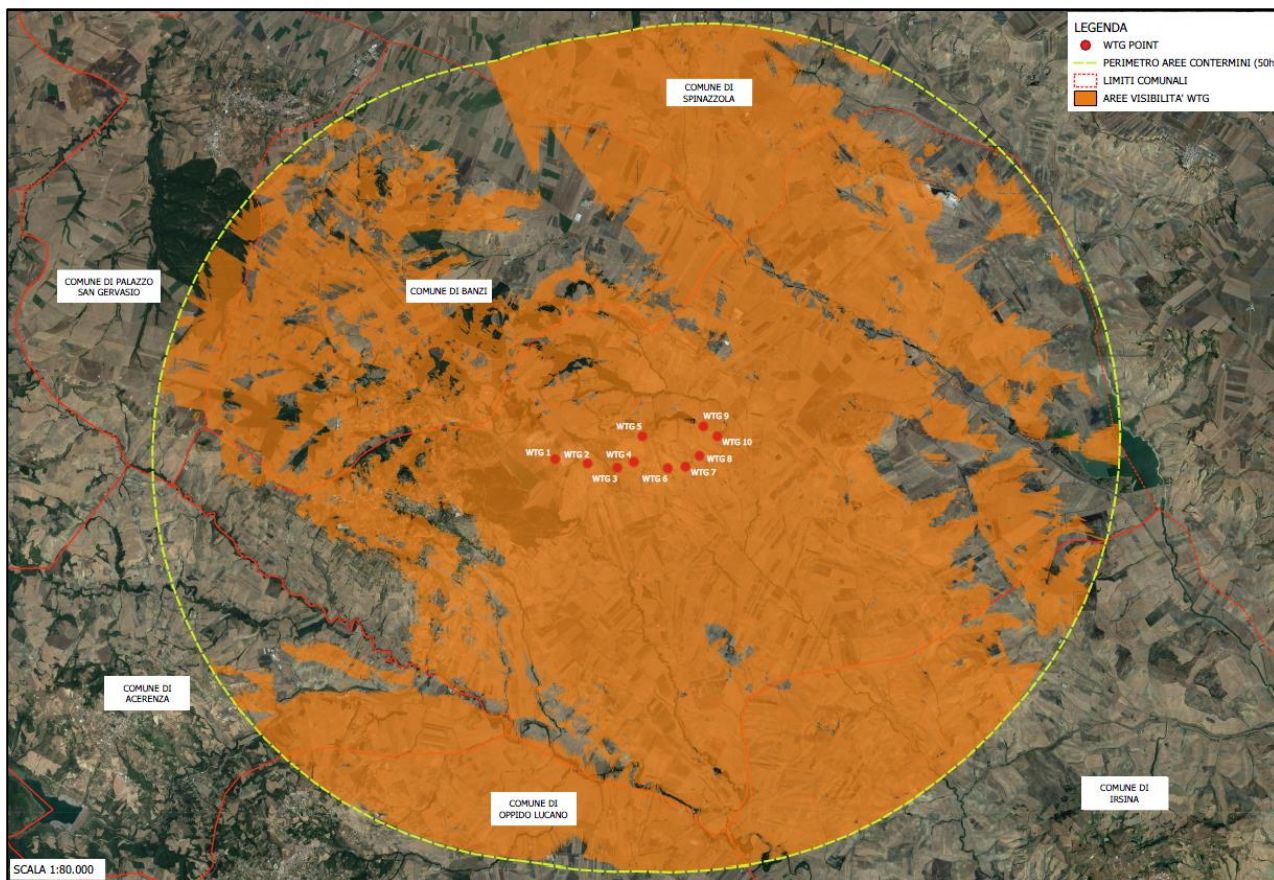 LEGENDA
WTG POINT
PERIMETRO AREE CONTERMINI (50h
LIMITI COMUNALI
AREE VISIBILITA' WTG
COMUNE DI
SPINAZZOLA
COMUNE DI PALAZZO
SAN GERVASIO
COMUNE DI BANZI
WTG 9
WTG 5
WTG 10
WTG 1
WTG 2
WTG 4
WTG 8
WTG 3
WTG 6
WTG 7
COMUNE DI
ACERENZA
COMUNE DI
OPPIDO LUCANO
COMUNE DI
IRSINA
SCALA 1:80.000